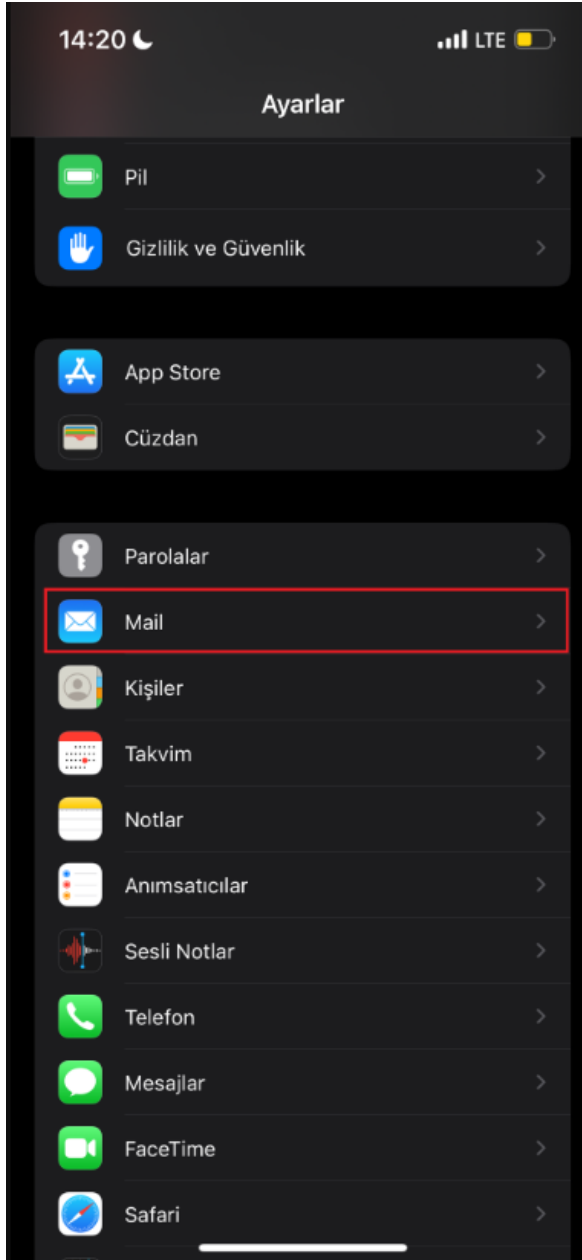 14:20
LTE
Ayarlar
Pil
Gizlilik ve Güvenlik
App Store
Cüzdan
Parolalar
Mail
Kişiler
Takvim
Notlar
Anımsatıcılar
Sesli Notlar
Telefon
Mesajlar
FaceTime
Safari